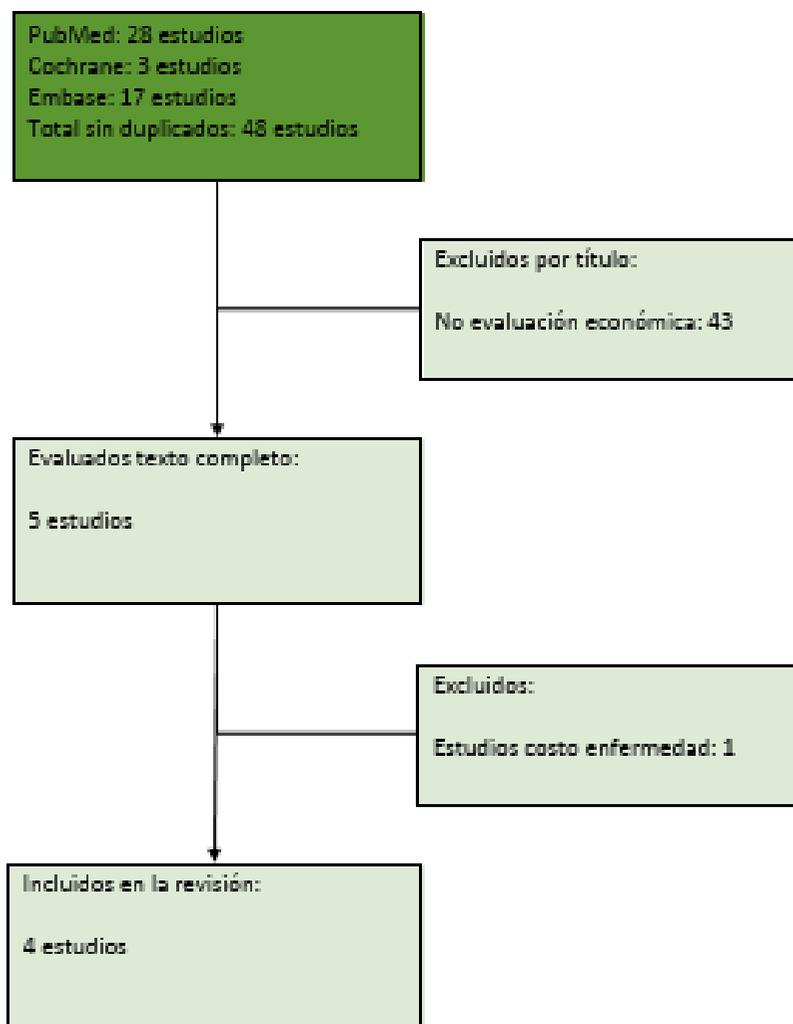 PubMed: 28 estudios
Cochrane: 3 estudios
Embase: 17 estudios
Total sin duplicados: 48 estudios
Excluidos por título:
No evaluación económica: 43
Evaluados texto completo:
5 estudios
Excluidos:
Estudios costo enfermedad: 1
Incluidos en la revisión:
4 estudios